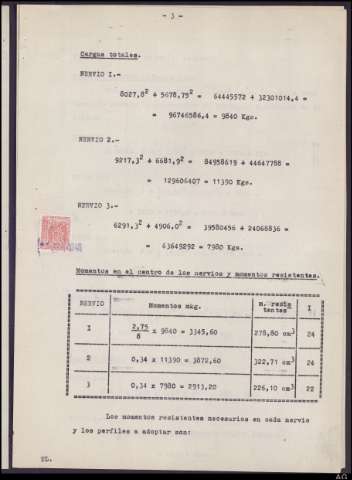 - 3 -
Cargas totales.
NERVIO 1.-
8027,8² + 5678,75² = 64445572 + 32301014,4 =
= 96746586,4 = 9840 Kgs.
NERVIO 2.-
9217,3² + 6681,9² = 84958619 + 44647788 =
= 129606407 = 11390 Kgs.
NERVIO 3.-
6291,3² + 4906,0² = 39580456 + 24068836 =
= 63649292 = 7980 Kgs.
Momentos en el centro de los nervios y momentos resistentes.
NERVIO Momentos mkg. m. resis tentes I
1 2,75/8 x 9840 = 3345,60 278,80 cm³ 24
2 0,34 x 11390 = 3872,60 322,71 cm³ 24
3 0,34 x 7980 = 2713,20 226,10 cm³ 22
Los momentos resistentes necesarios en cada nervio
y los perfiles a adoptar son:
AG